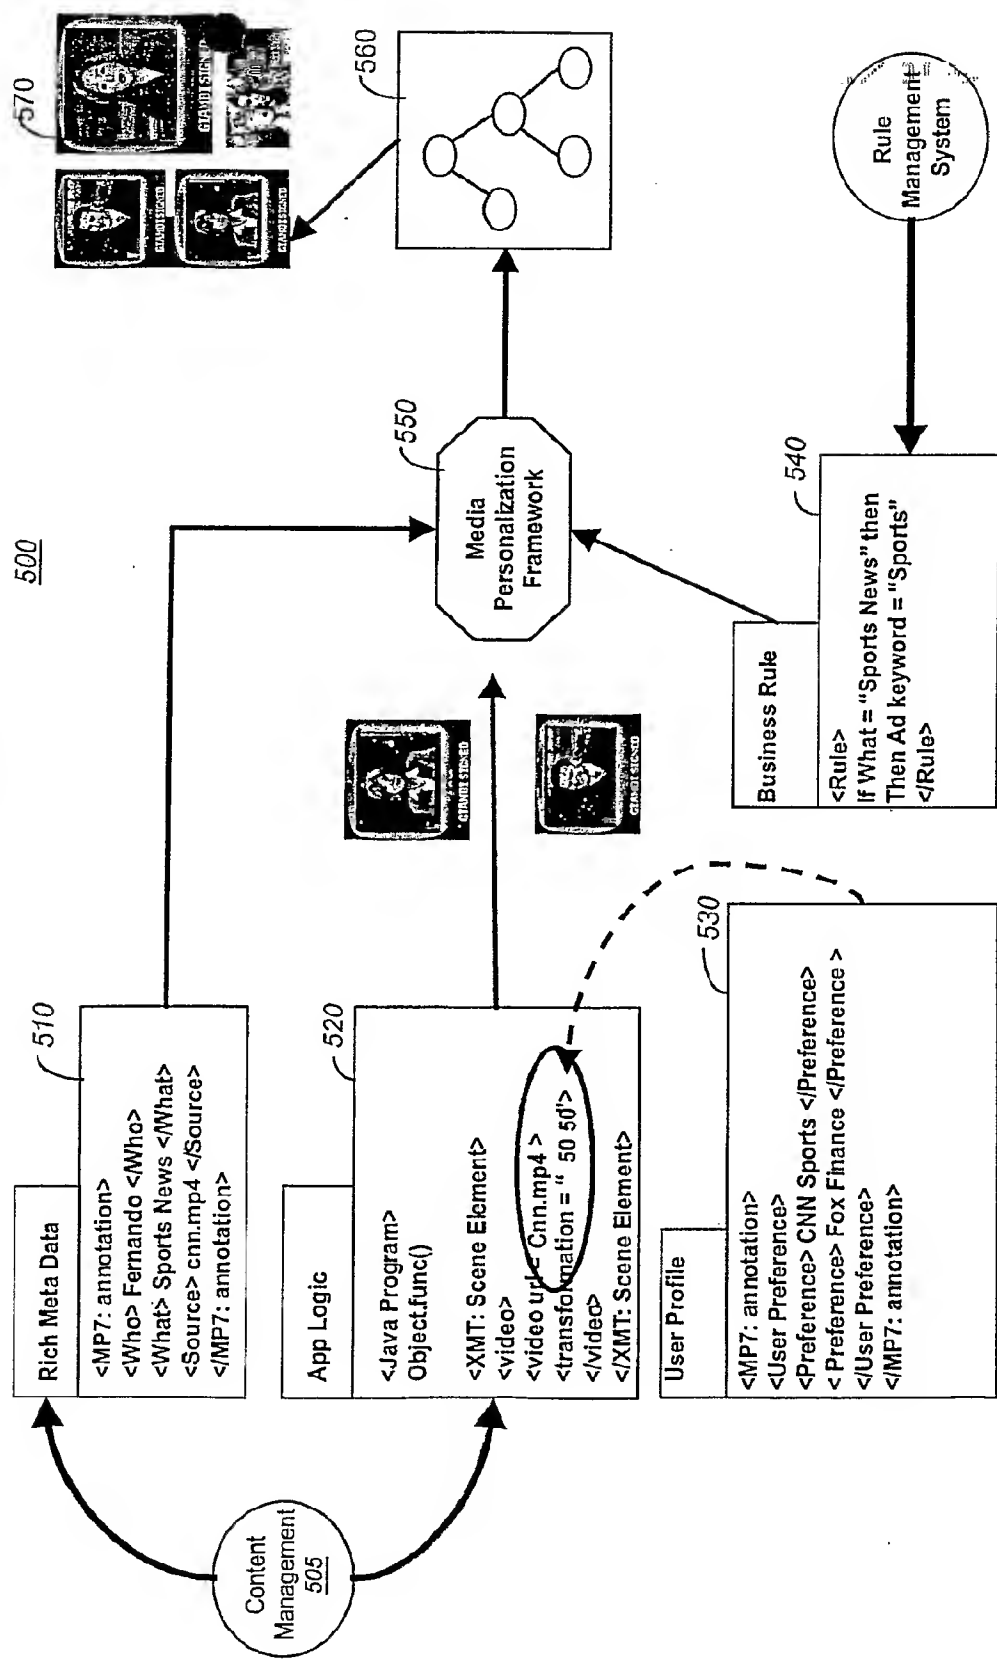 500
Content
Management
505
510
Rich Meta Data
<MP7: annotation>
<Who> Fernando </Who>
<What> Sports News </What>
<Source> cnn.mp4 </Source>
</MP7: annotation>
520
App Logic
<Java Program>
Object.func()
<XMT: Scene Element>
<video>
<video url = Cnn.mp4 >
<transformation = " 50 50">
</video>
</XMT: Scene Element>
530
User Profile
<MP7: annotation>
<User Preference>
<Preference> CNN Sports </Preference>
< Preference> Fox Finance </Preference >
</User Preference>
</MP7: annotation>
540
Business Rule
<Rule>
If What = "Sports News" then
Then Ad keyword = "Sports"
</Rule>
550
Media
Personalization
Framework
560
570
Rule
Management
System